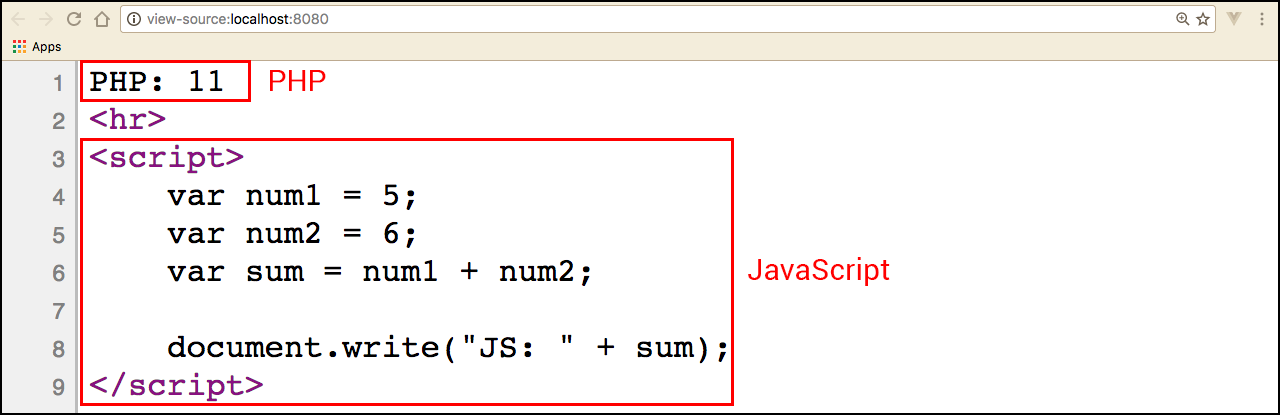 view-source:localhost:8080
Apps
1 PHP: 11 PHP
2 <hr>
3 <script>
4 var num1 = 5;
5 var num2 = 6;
6 var sum = num1 + num2; JavaScript
7
8 document.write("JS: " + sum);
9 </script>